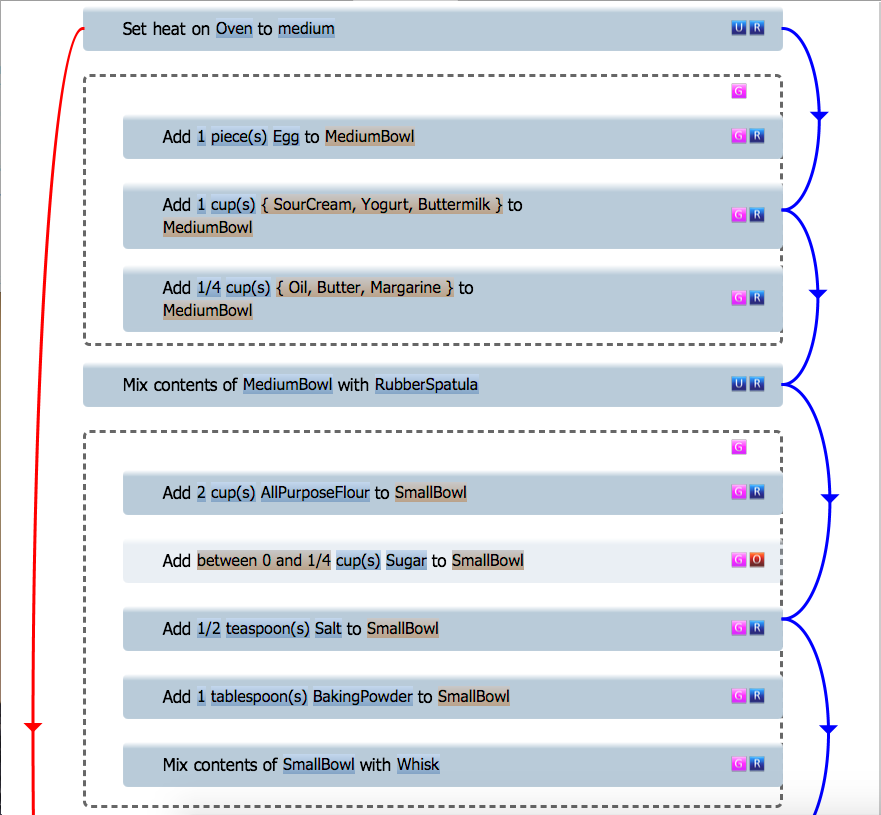 Set heat on Oven to medium U R
G
Add 1 piece(s) Egg to MediumBowl G R
Add 1 cup(s) { SourCream, Yogurt, Buttermilk } to
MediumBowl G R
Add 1/4 cup(s) { Oil, Butter, Margarine } to
MediumBowl G R
Mix contents of MediumBowl with RubberSpatula U R
G
Add 2 cup(s) AllPurposeFlour to SmallBowl G R
Add between 0 and 1/4 cup(s) Sugar to SmallBowl G O
Add 1/2 teaspoon(s) Salt to SmallBowl G R
Add 1 tablespoon(s) BakingPowder to SmallBowl G R
Mix contents of SmallBowl with Whisk G R